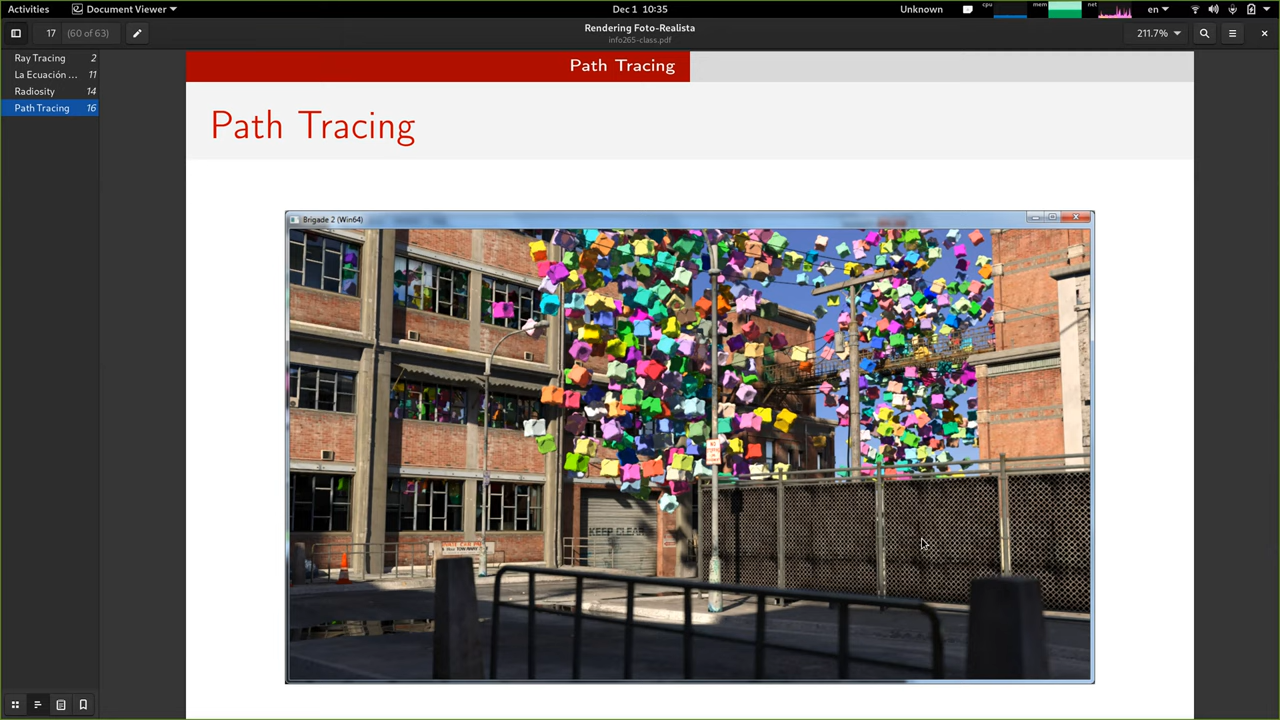 Activities
Document Viewer
Dec 1 10:35
Unknown
cpu
mem
net
en
17
(60 of 63)
Rendering Foto-Realista
info265-class.pdf
211.7%
Ray Tracing 2
La Ecuación ... 11
Radiosity 14
Path Tracing 16
Path Tracing
Path Tracing
Brigade 2 (Win64)
KEEP CLEAR